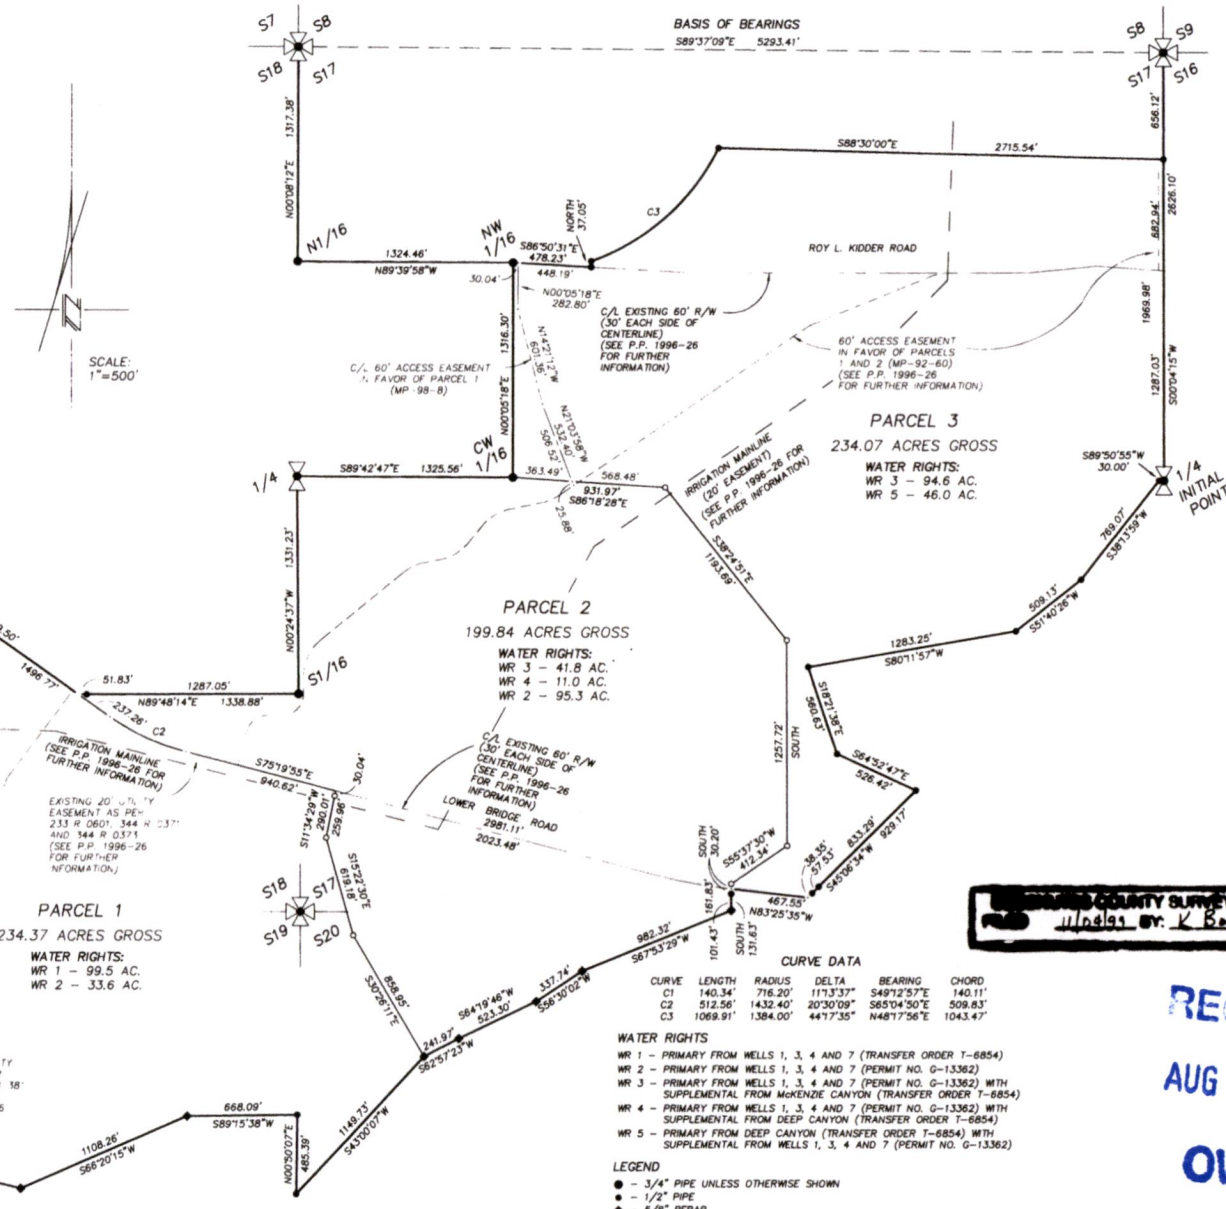 BASIS OF BEARINGS
S89°37'09"E 5293.41'
S7 S8
S18 S17
S8 S9
S17 S16
1317.38'
N00°08'12"E
656.12'
S88°30'00"E 2715.54'
2626.10'
682.94'
1969.98'
1287.03'
S00°04'15"W
N1/16
1324.46'
N89°39'58"W
NW
1/16
NORTH
37.05'
C3
S86°50'31"E
478.23'
448.19'
30.04'
N00°05'18"E
282.80'
ROY L. KIDDER ROAD
C/L EXISTING 60' R/W
(30' EACH SIDE OF
CENTERLINE)
(SEE P.P. 1996-26
FOR FURTHER
INFORMATION)
60' ACCESS EASEMENT
IN FAVOR OF PARCELS
1 AND 2 (MP-92-60)
(SEE P.P. 1996-26
FOR FURTHER INFORMATION)
SCALE:
1"=500'
C/L 60' ACCESS EASEMENT
FAVOR OF PARCEL 1
(MP-98-8)
1316.30'
N00°05'18"E
N14°21'12"W
601.36'
N21°03'58"W
532.40'
506.52'
25.88'
PARCEL 3
234.07 ACRES GROSS
WATER RIGHTS:
WR 3 - 94.6 AC.
WR 5 - 46.0 AC.
S89°50'55"W
30.00'
1/4
INITIAL
POINT
1/4
S89°42'47"E 1325.56'
CW
1/16
363.49' 568.48'
931.97'
S86°18'28"E
IRRIGATION MAINLINE
(20' EASEMENT)
(SEE P.P. 1996-26 FOR
FURTHER INFORMATION)
S38°24'51"E
1193.69'
769.07'
S38°13'59"W
509.13'
S51°40'26"W
1283.25'
S80°11'57"W
1331.23'
N00°24'37"W
PARCEL 2
199.84 ACRES GROSS
WATER RIGHTS:
WR 3 - 41.8 AC.
WR 4 - 11.0 AC.
WR 2 - 95.3 AC.
S1/16
1496.77'
51.83'
1287.05'
N89°48'14"E 1338.88'
237.26' C2
S75°19'55"E
940.62'
IRRIGATION MAINLINE
(SEE P.P. 1996-26 FOR
FURTHER INFORMATION)
C/L EXISTING 60' R/W
(30' EACH SIDE OF
CENTERLINE)
(SEE P.P. 1996-26
FOR FURTHER
INFORMATION)
LOWER BRIDGE ROAD
2981.11'
2023.48'
1257.72'
SOUTH
S18°21'38"E
560.63'
S64°52'47"E
526.42'
833.29'
929.17'
S45°06'34"W
38.35'
57.53'
S55°37'30"W
412.34'
SOUTH
30.20'
467.55'
N83°25'35"W
161.83'
101.43'
SOUTH
131.63'
30.04'
S11°34'29"W
290.01'
259.96'
S15°22'30"E
619.18'
858.95'
S30°26'11"E
EXISTING 20'
EASEMENT AS PER
233 R 0601, 344 R
AND 344 R 0373
(SEE P.P. 1996-26
FOR FURTHER
NFORMATION)
S18 S17
S19 S20
PARCEL 1
234.37 ACRES GROSS
WATER RIGHTS:
WR 1 - 99.5 AC.
WR 2 - 33.6 AC.
982.32'
S67°53'29"W
337.74'
S56°30'02"W
S64°19'46"W
523.30'
241.97'
S62°57'23"W
1149.73'
S43°00'07"W
668.09'
S89°15'38"W
N00°50'07"E
485.39'
1108.26'
S66°20'15"W
COUNTY SURVEY
11/04/99 BY: K
CURVE DATA
CURVE LENGTH RADIUS DELTA BEARING CHORD
C1 140.34' 716.20' 11°13'37" S49°12'57"E 140.11'
C2 512.56' 1432.40' 20°30'09" S65°04'50"E 509.83'
C3 1069.91' 1384.00' 44°17'35" N48°17'56"E 1043.47'
WATER RIGHTS
WR 1 - PRIMARY FROM WELLS 1, 3, 4 AND 7 (TRANSFER ORDER T-6854)
WR 2 - PRIMARY FROM WELLS 1, 3, 4 AND 7 (PERMIT NO. G-13362)
WR 3 - PRIMARY FROM WELLS 1, 3, 4 AND 7 (PERMIT NO. G-13362) WITH
SUPPLEMENTAL FROM McKENZIE CANYON (TRANSFER ORDER T-6854)
WR 4 - PRIMARY FROM WELLS 1, 3, 4 AND 7 (PERMIT NO. G-13362) WITH
SUPPLEMENTAL FROM DEEP CANYON (TRANSFER ORDER T-6854)
WR 5 - PRIMARY FROM DEEP CANYON (TRANSFER ORDER T-6854) WITH
SUPPLEMENTAL FROM WELLS 1, 3, 4 AND 7 (PERMIT NO. G-13362)
LEGEND
- 3/4" PIPE UNLESS OTHERWISE SHOWN
- 1/2" PIPE
- 5/8" REBAR
AUG